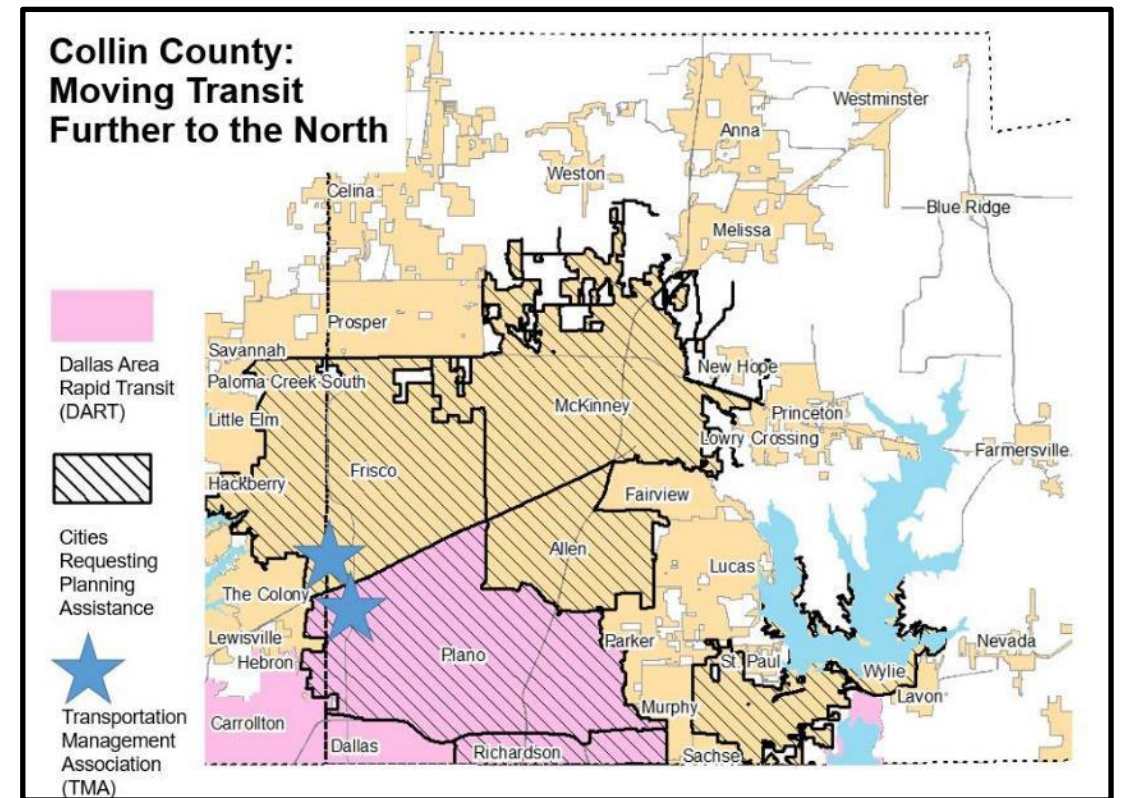 Collin County:
Moving Transit
Further to the North
Westminster
Anna
Weston
Celina
Blue Ridge
Melissa
Prosper
Savannah
New Hope
Paloma Creek South
McKinney
Princeton
Little Elm
Lowry Crossing
Farmersville
Frisco
Hackberry
Fairview
Allen
Lucas
The Colony
Lewisville
Parker
Nevada
Hebron
Plano
St. Paul
Wylie
Lavon
Murphy
Carrollton
Dallas
Richardson
Sachse
Dallas Area
Rapid Transit
(DART)
Cities
Requesting
Planning
Assistance
Transportation
Management
Association
(TMA)